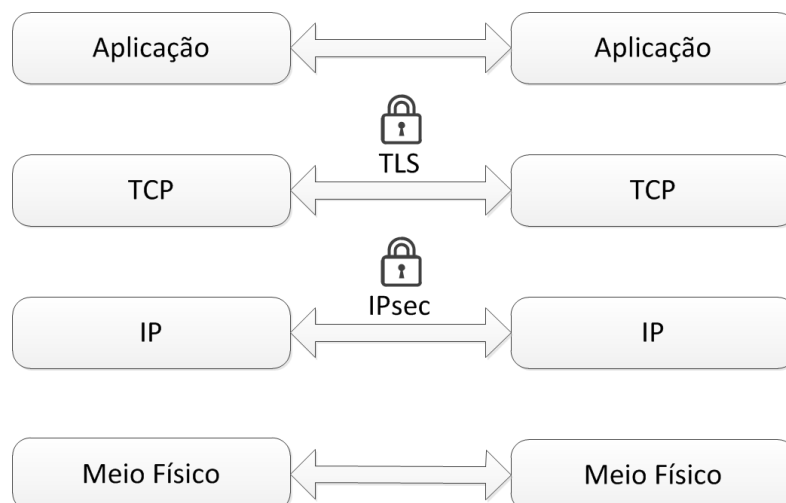 Aplicação Aplicação
TLS
TCP TCP
IPsec
IP IP
Meio Físico Meio Físico